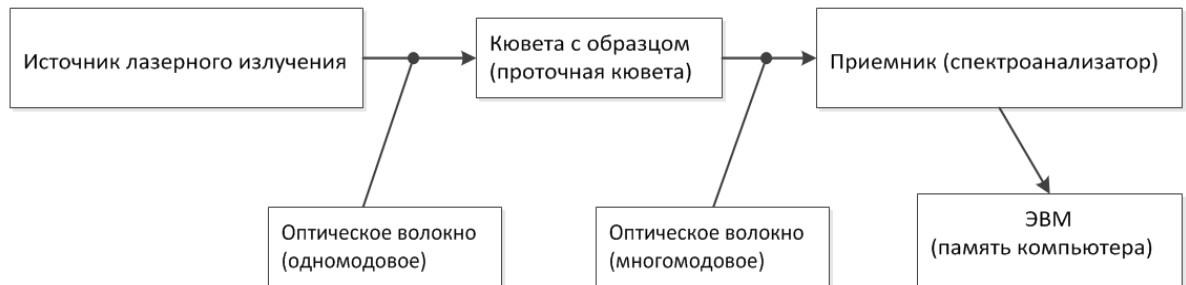 Источник лазерного излучения
Кювета с образцом
(проточная кювета)
Приемник (спектроанализатор)
Оптическое волокно
(одномодовое)
Оптическое волокно
(многомодовое)
ЭВМ
(память компьютера)